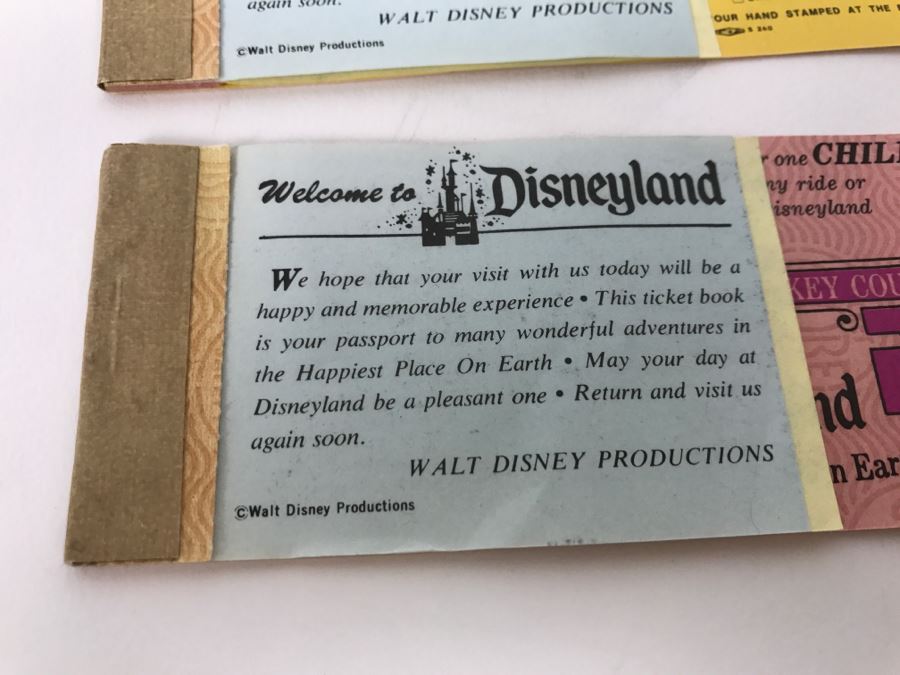 again soon.
WALT DISNEY PRODUCTIONS
©Walt Disney Productions
OUR HAND STAMPED AT THE
S 260
Welcome to Disneyland
We hope that your visit with us today will be a
happy and memorable experience • This ticket book
is your passport to many wonderful adventures in
the Happiest Place On Earth • May your day at
Disneyland be a pleasant one • Return and visit us
again soon.
WALT DISNEY PRODUCTIONS
©Walt Disney Productions
r one CHIL
ny ride or
isneyland
KEY COU
nd
n Ear